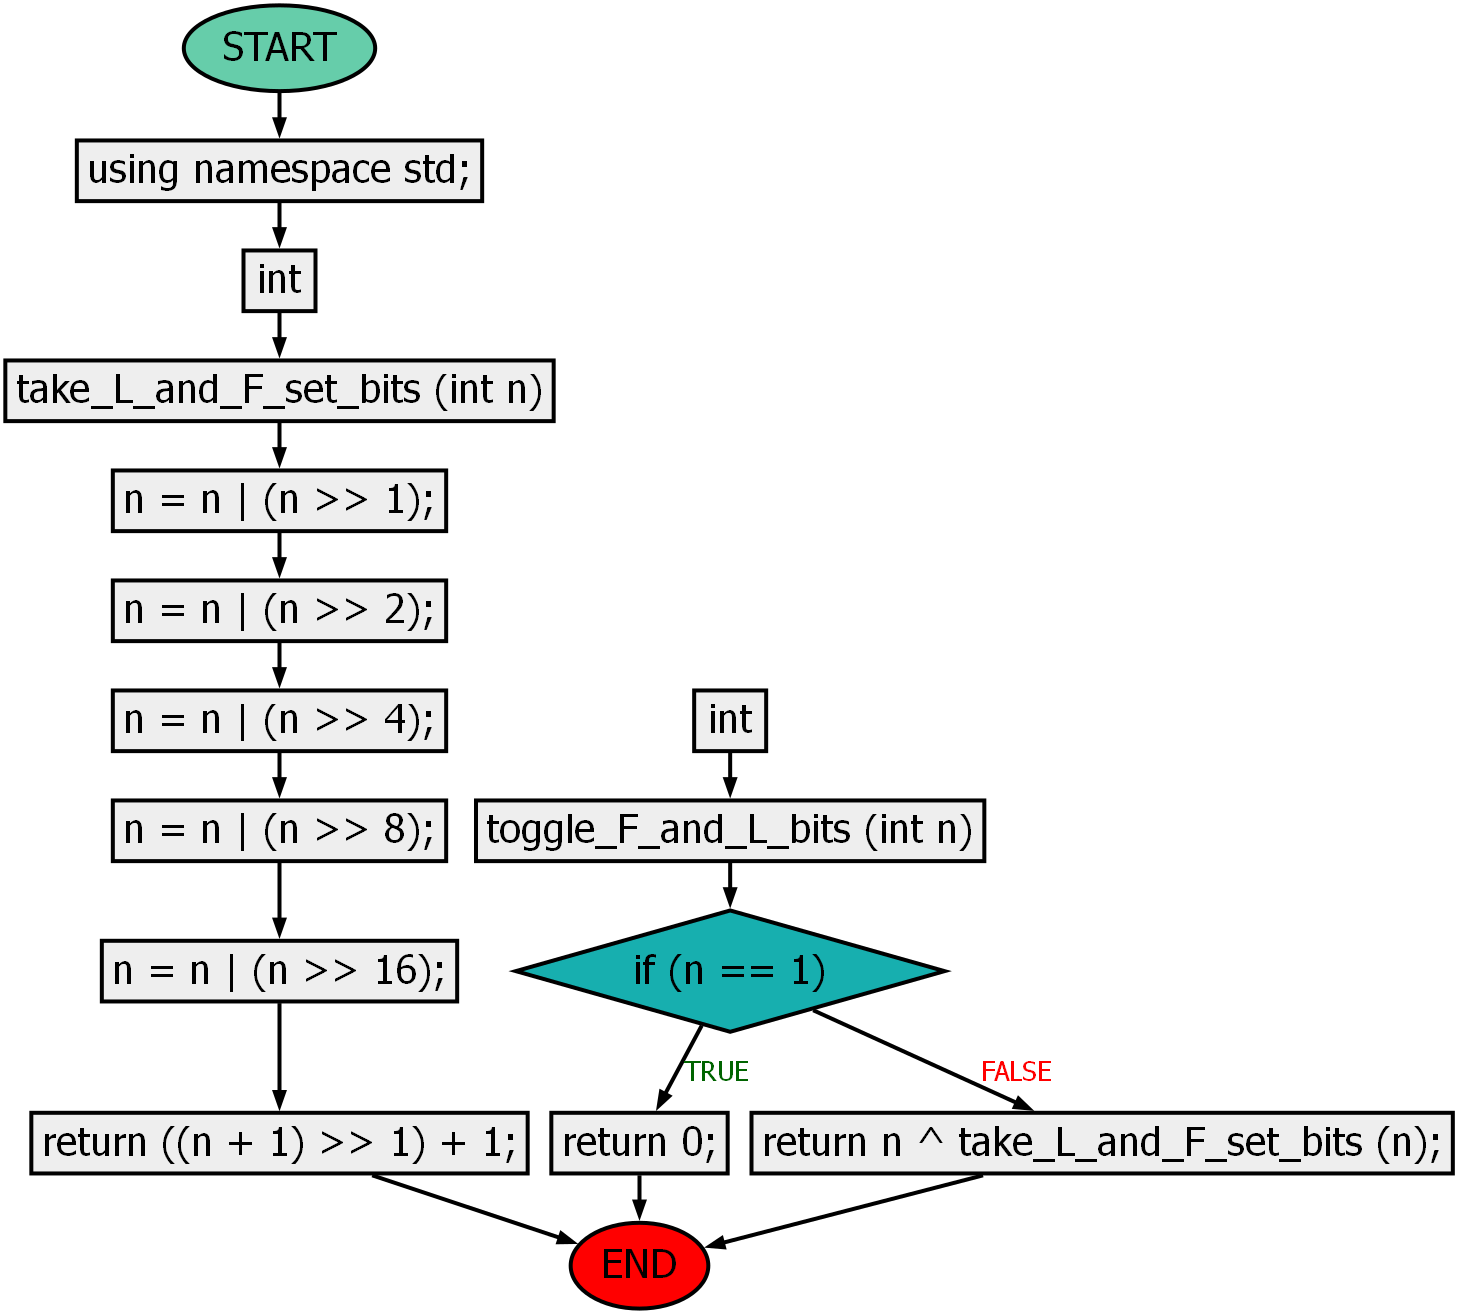 START
using namespace std;
int
take_L_and_F_set_bits (int n)
n = n | (n >> 1);
n = n | (n >> 2);
n = n | (n >> 4);
n = n | (n >> 8);
n = n | (n >> 16);
return ((n + 1) >> 1) + 1;
int
toggle_F_and_L_bits (int n)
if (n == 1)
TRUE
FALSE
return 0;
return n ^ take_L_and_F_set_bits (n);
END